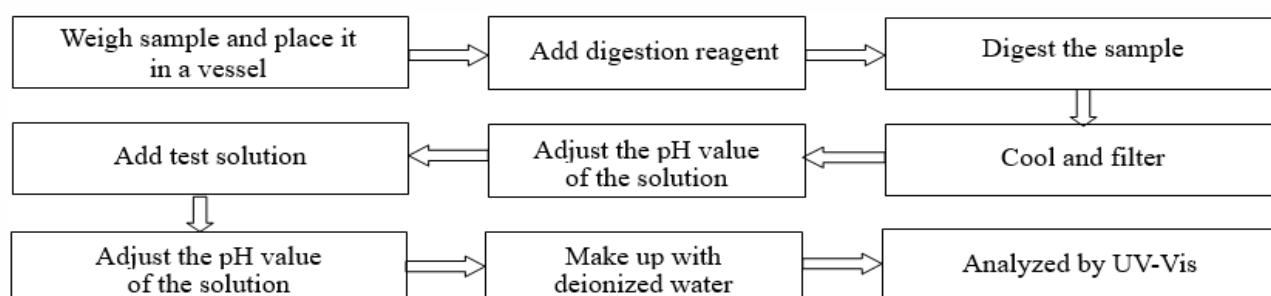 Weigh sample and place it
in a vessel
Add digestion reagent
Digest the sample
Cool and filter
Adjust the pH value
of the solution
Add test solution
Adjust the pH value
of the solution
Make up with
deionized water
Analyzed by UV-Vis